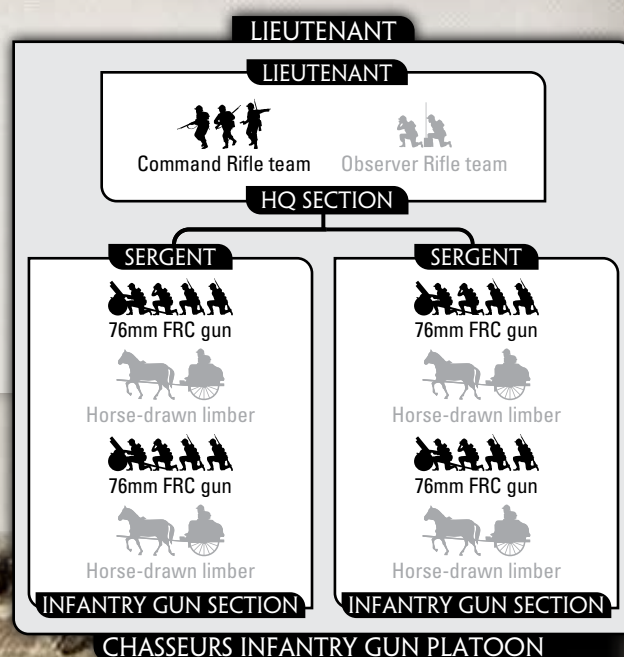 LIEUTENANT
LIEUTENANT
Command Rifle team
Observer Rifle team
HQ SECTION
SERGENT
76mm FRC gun
Horse-drawn limber
76mm FRC gun
Horse-drawn limber
INFANTRY GUN SECTION
SERGENT
76mm FRC gun
Horse-drawn limber
76mm FRC gun
Horse-drawn limber
INFANTRY GUN SECTION
CHASSEURS INFANTRY GUN PLATOON